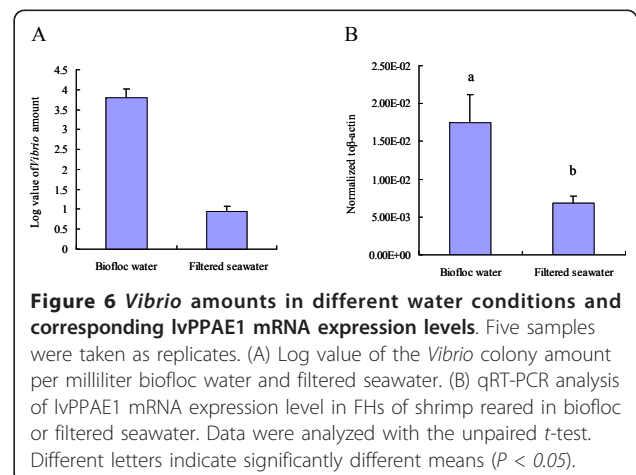 A
B
Log value of Vibrio amount
4.5
4
3.5
3
2.5
2
1.5
1
0.5
0
Biofloc water Filtered seawater
Normalized toβ-actin
2.50E-02
2.00E-02
1.50E-02
1.00E-02
5.00E-03
0.00E+00
a
b
Biofloc water Filtered seawater
Figure 6 Vibrio amounts in different water conditions and
corresponding lvPPAE1 mRNA expression levels. Five samples
were taken as replicates. (A) Log value of the Vibrio colony amount
per milliliter biofloc water and filtered seawater. (B) qRT-PCR analysis
of lvPPAE1 mRNA expression level in FHs of shrimp reared in biofloc
or filtered seawater. Data were analyzed with the unpaired t-test.
Different letters indicate significantly different means (P < 0.05).